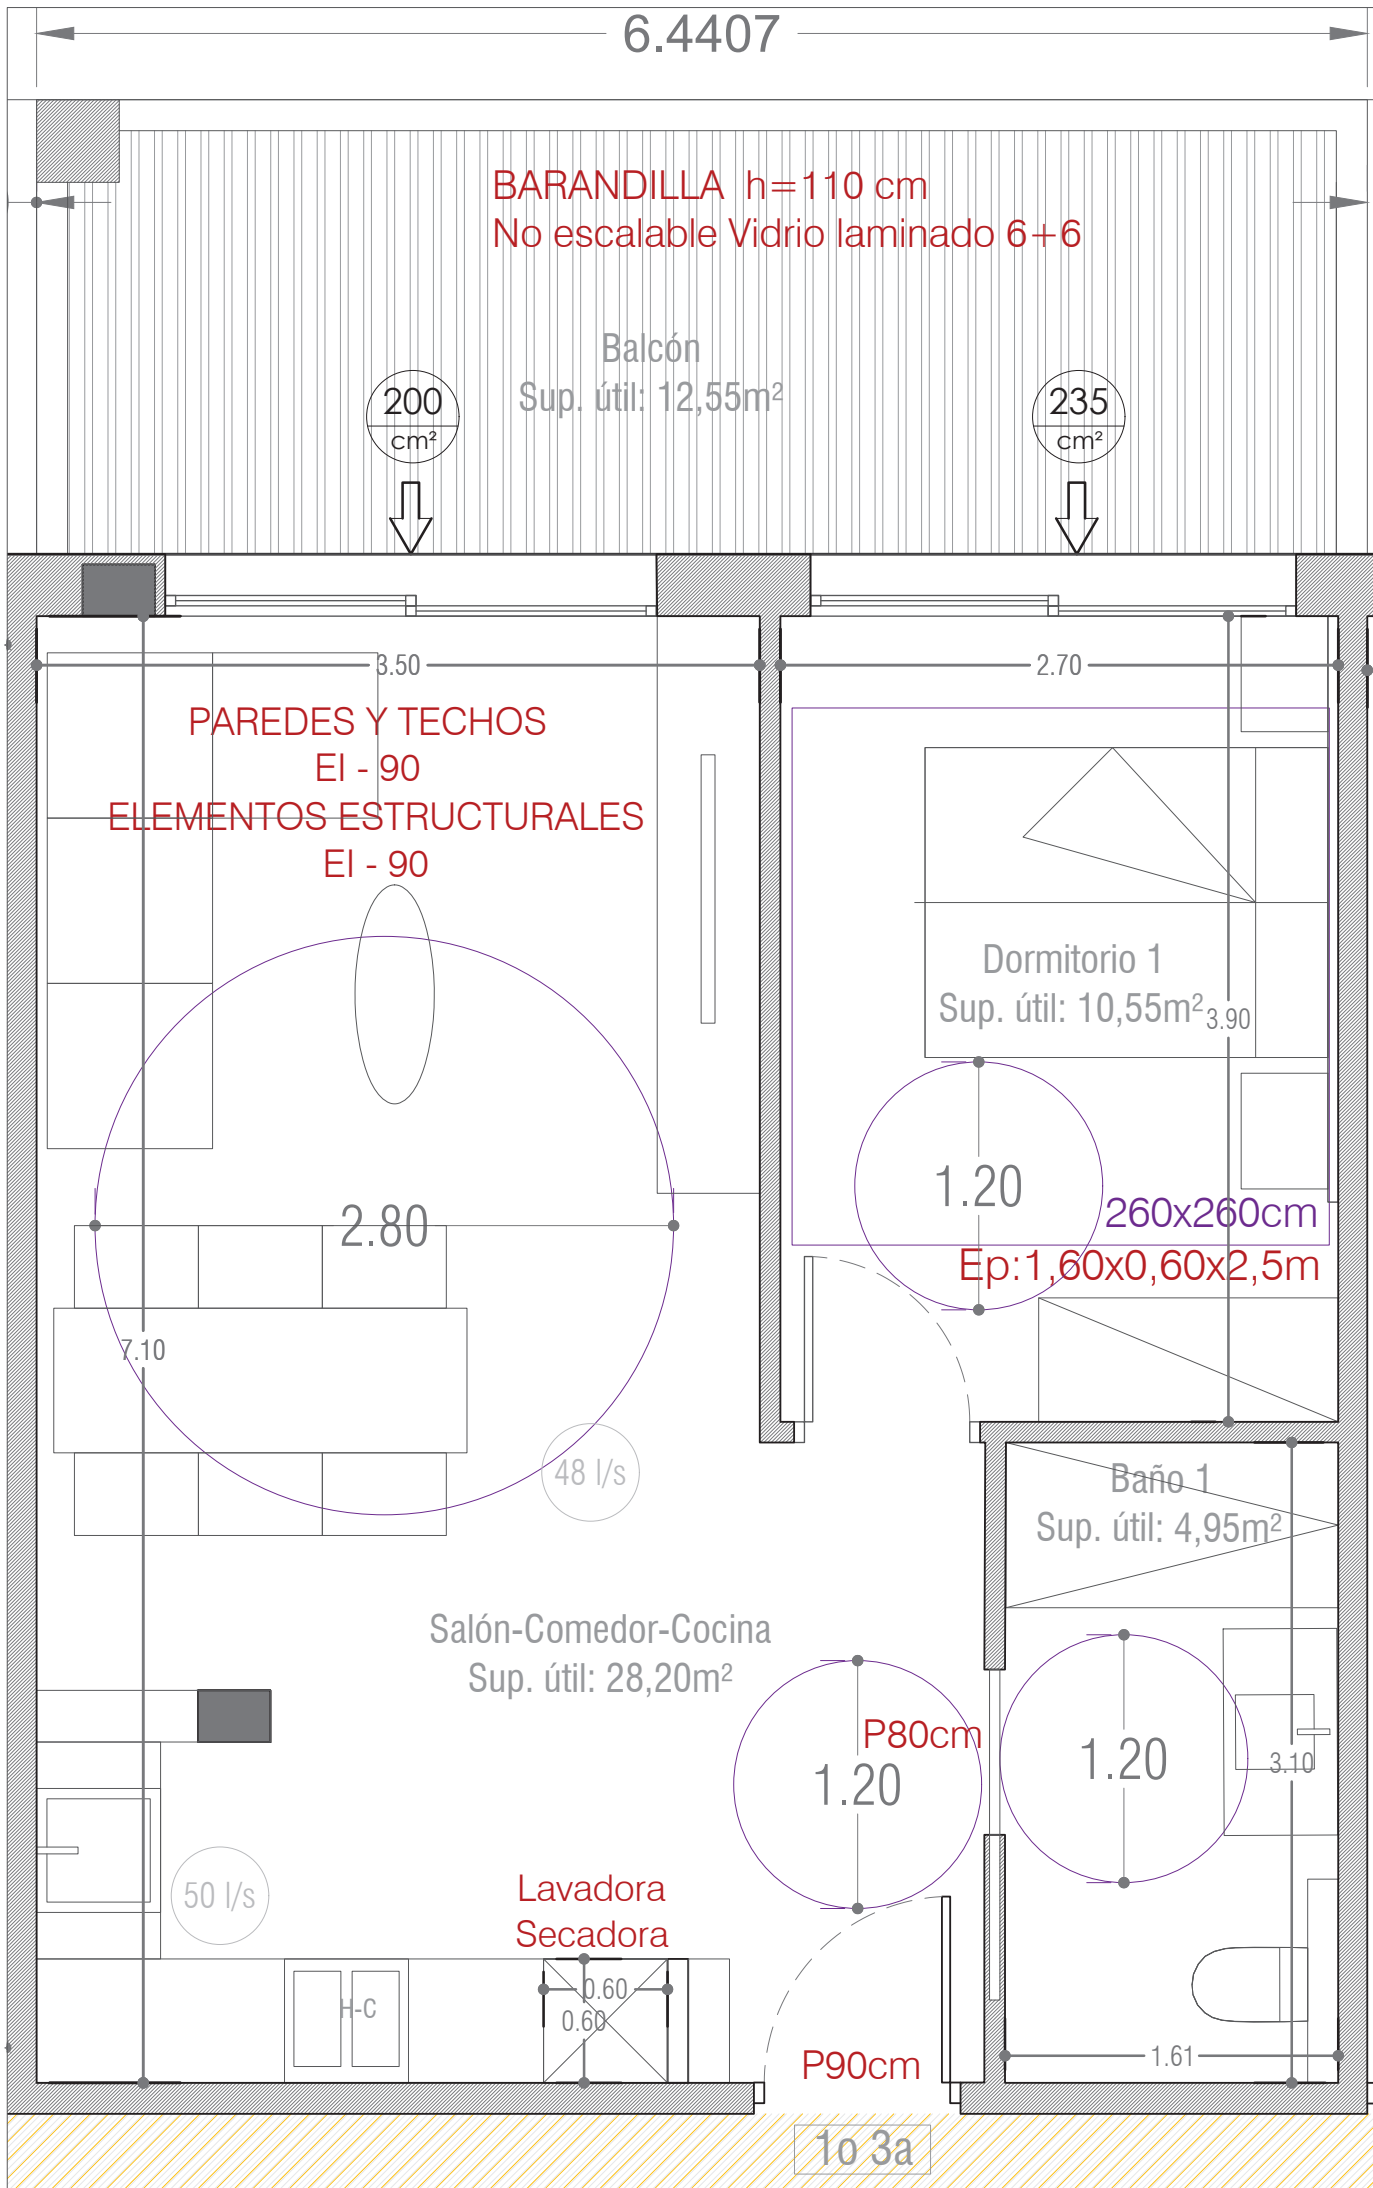 6.4407
BARANDILLA h=110 cm
No escalable Vidrio laminado 6+6
Balcón
Sup. útil: 12,55m²
200
cm²
235
cm²
3.50
2.70
PAREDES Y TECHOS
EI - 90
ELEMENTOS ESTRUCTURALES
EI - 90
Dormitorio 1
Sup. útil: 10,55m²
3.90
1.20
2.80
260x260cm
Ep:1,60x0,60x2,5m
7.10
48 l/s
Baño 1
Sup. útil: 4,95m²
Salón-Comedor-Cocina
Sup. útil: 28,20m²
P80cm
1.20
1.20
3.10
50 l/s
Lavadora
Secadora
0.60
0.60
H-C
P90cm
1.61
1o 3a